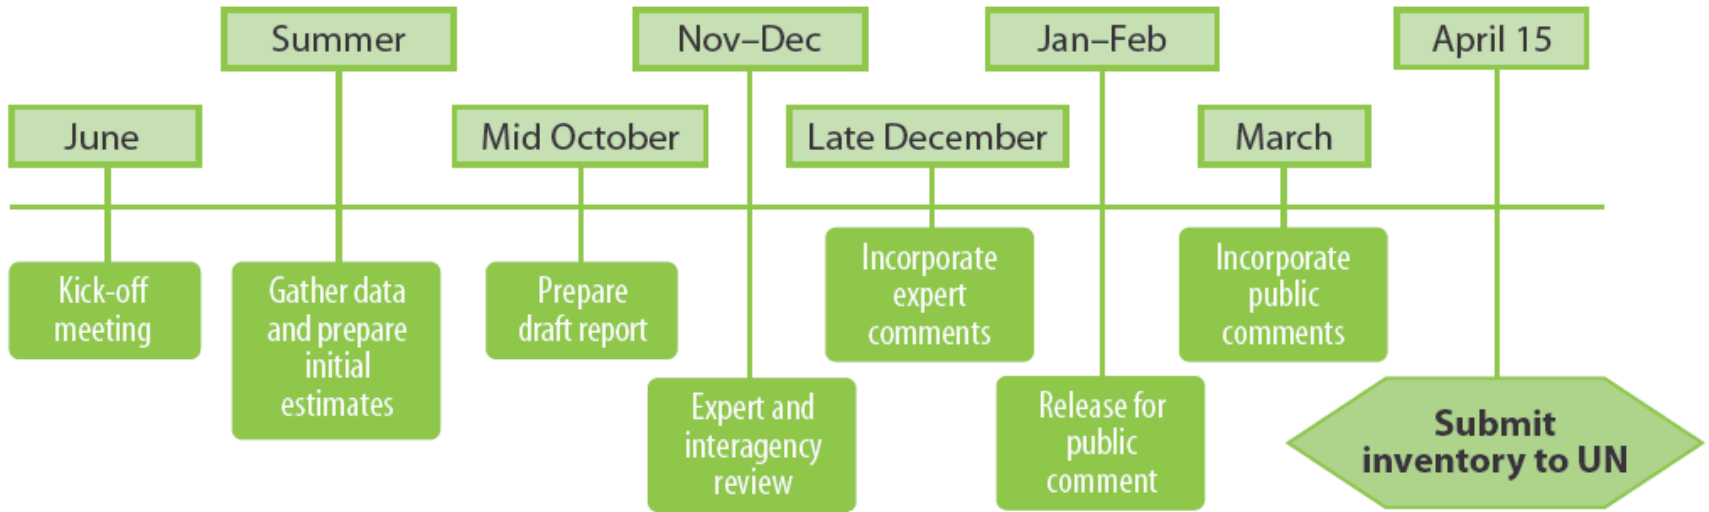 June
Kick-off
meeting
Summer
Gather data
and prepare
initial
estimates
Mid October
Prepare
draft report
Nov–Dec
Expert and
interagency
review
Late December
Incorporate
expert
comments
Jan–Feb
Release for
public
comment
March
Incorporate
public
comments
April 15
Submit
inventory to UN